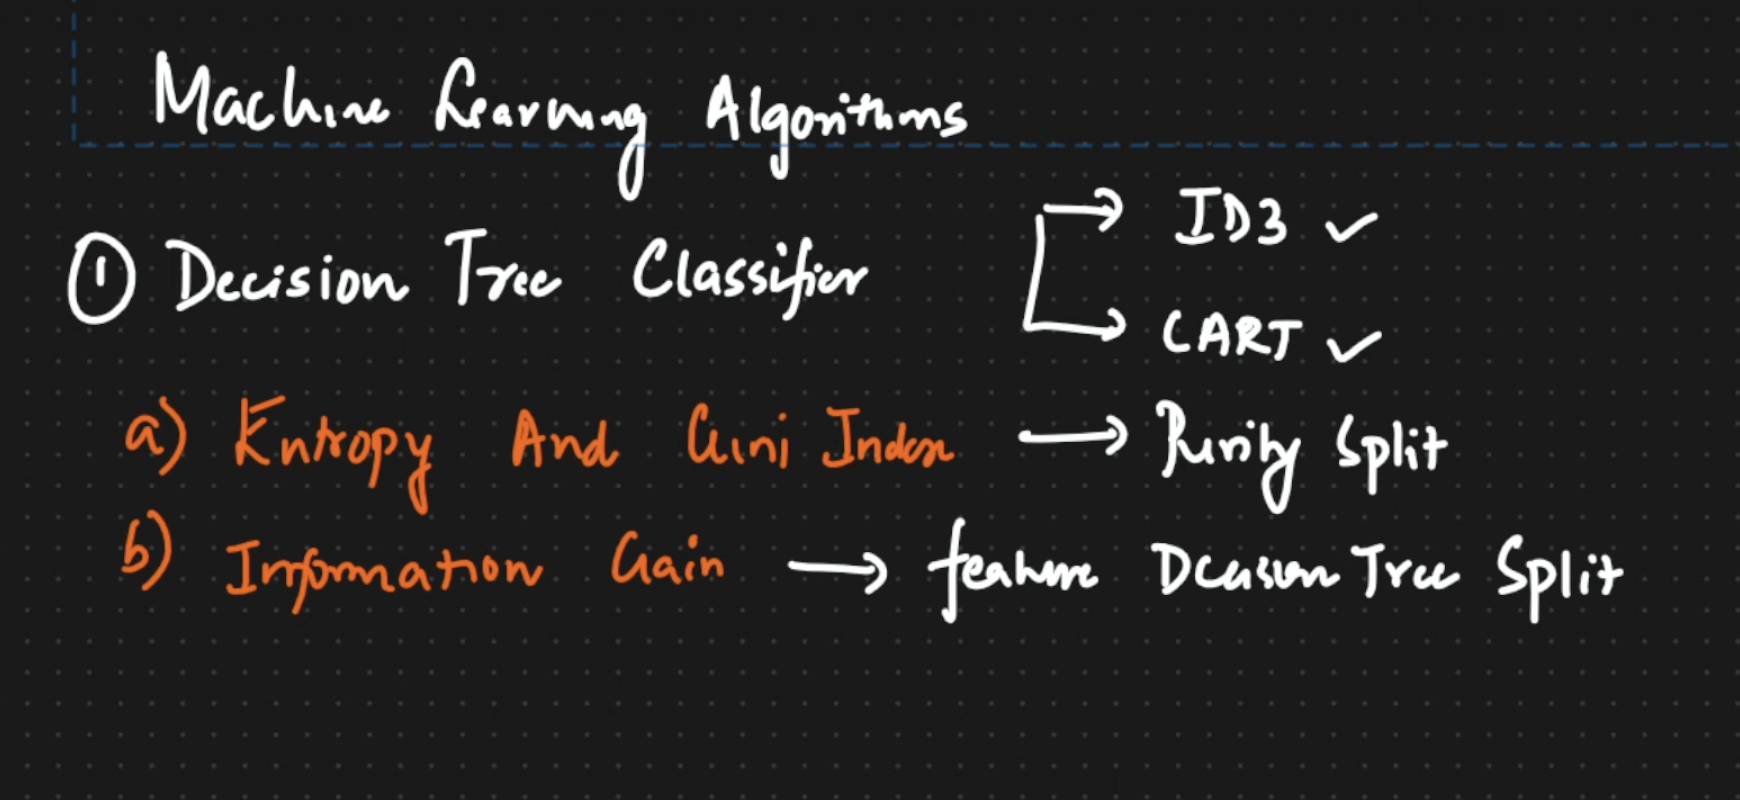 Machine Learning Algorithms
→ ID3 ✓
① Decision Tree Classifier
→ CART ✓
a) Entropy And Gini Index → Purity Split
b) Information Gain → feature Decision Tree Split